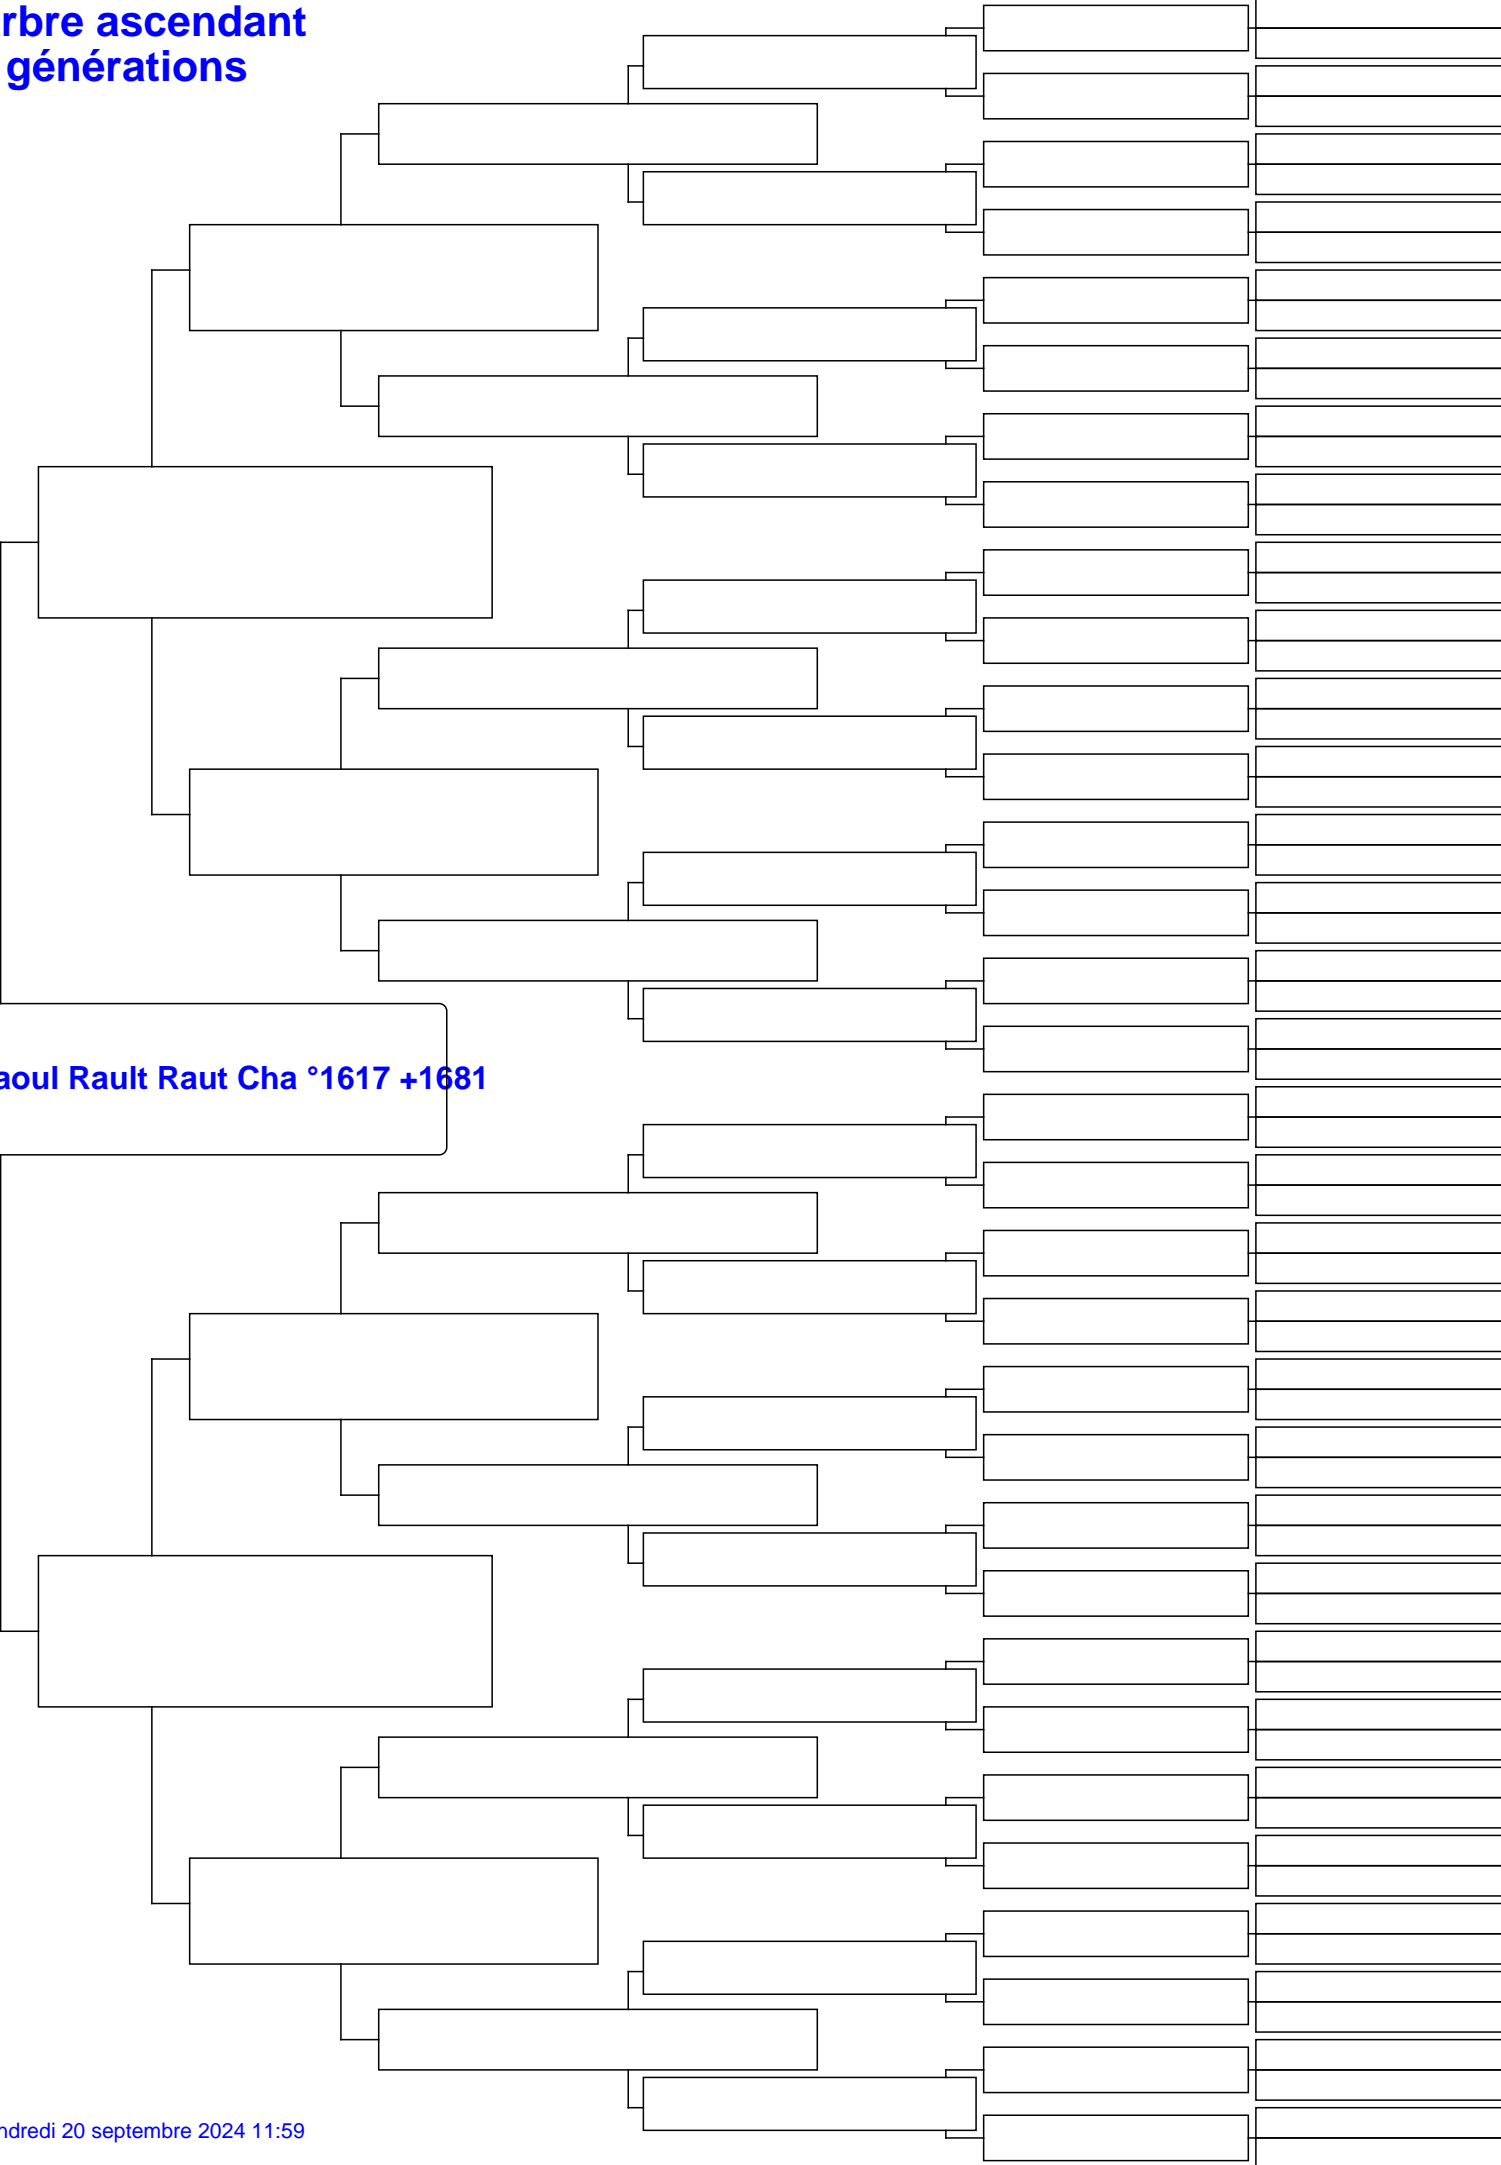 rbre ascendant
générations
aoul Rault Raut Cha °1617 +1681
ndredi 20 septembre 2024 11:59